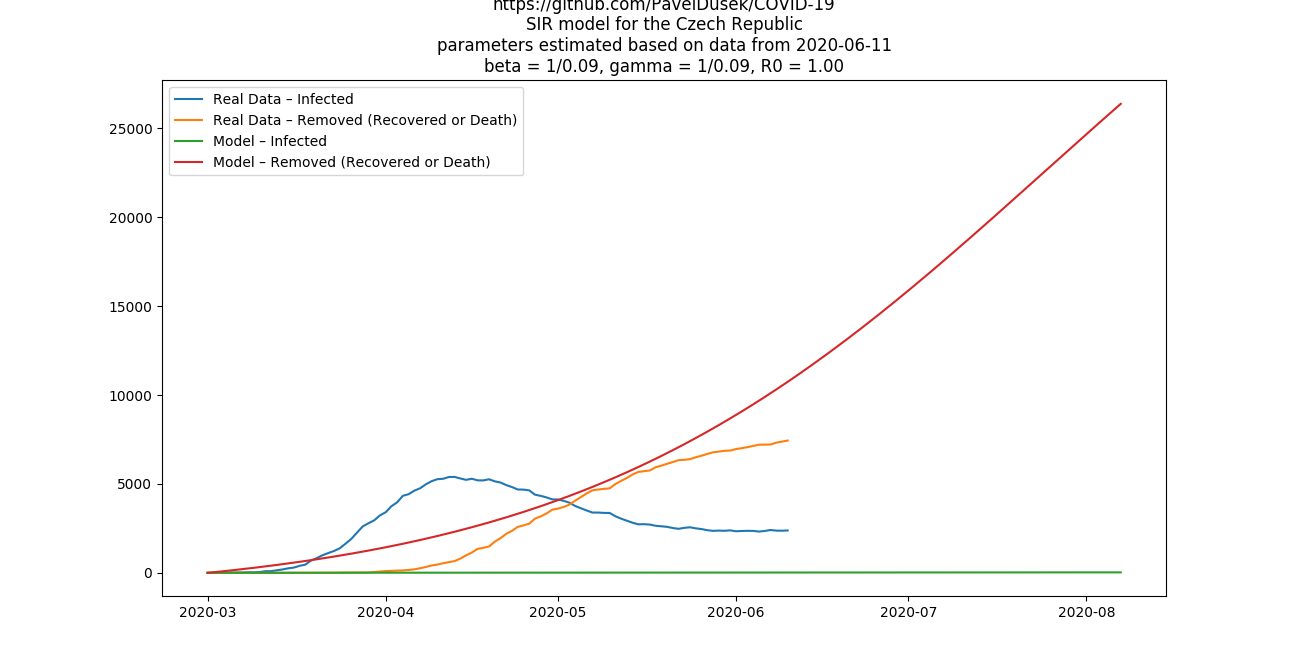 https://github.com/PavelDusek/COVID-19
SIR model for the Czech Republic
parameters estimated based on data from 2020-06-11
beta = 1/0.09, gamma = 1/0.09, R0 = 1.00
Real Data – Infected
Real Data – Removed (Recovered or Death)
Model – Infected
Model – Removed (Recovered or Death)
25000
20000
15000
10000
5000
0
2020-03
2020-04
2020-05
2020-06
2020-07
2020-08